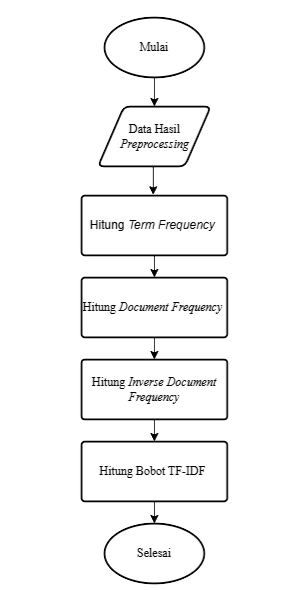 Mulai
Data Hasil
Preprocessing
Hitung Term Frequency
Hitung Document Frequency
Hitung Inverse Document
Frequency
Hitung Bobot TF-IDF
Selesai